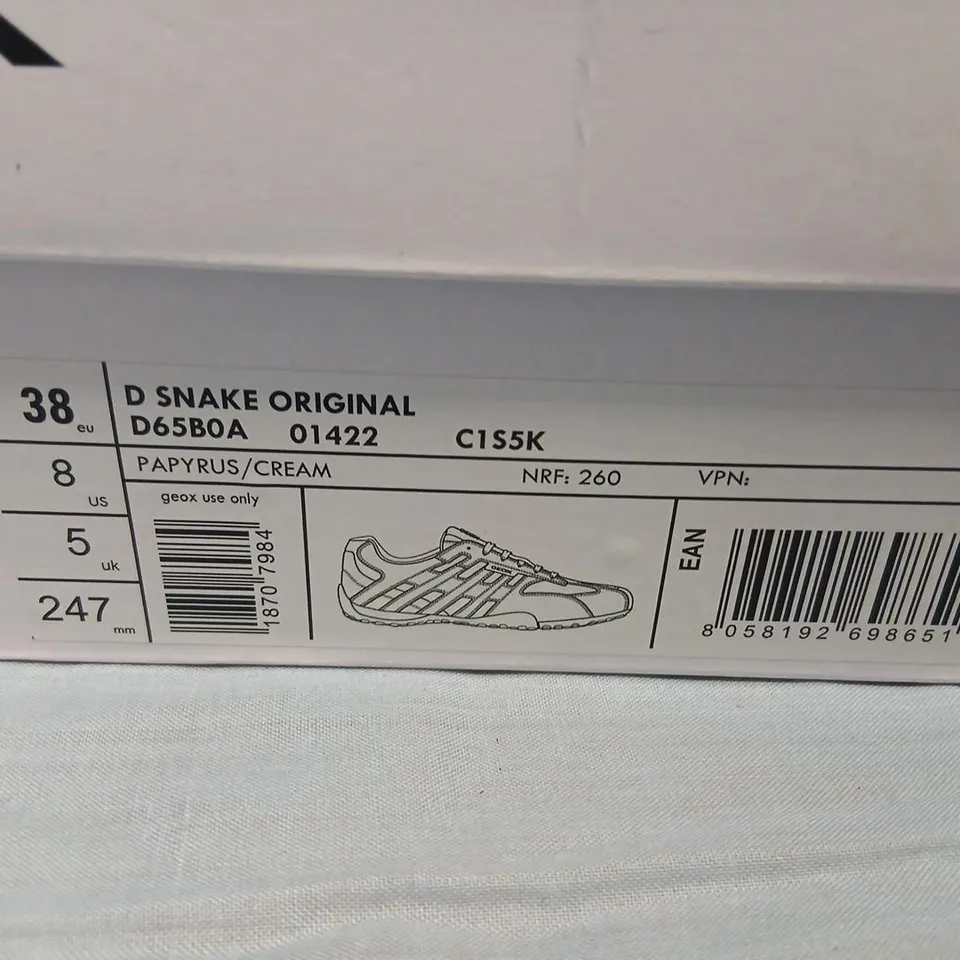 38 eu
8 US
5 uk
247 mm
D SNAKE ORIGINAL
D65B0A 01422 C1S5K
PAPYRUS/CREAM NRF: 260 VPN:
geox use only
1870 7984
GEOX
EAN
8 058192 698651